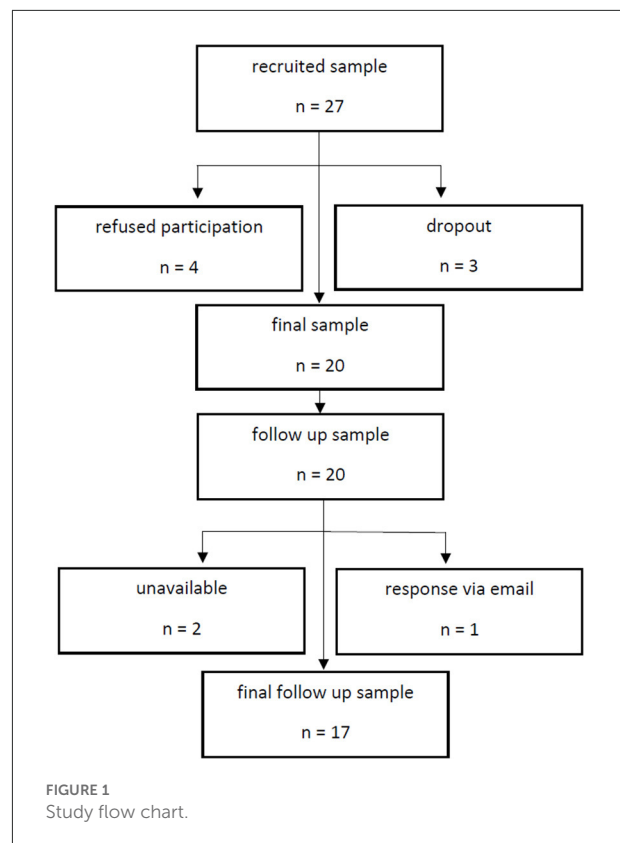 recruited sample
n = 27
refused participation
n = 4
dropout
n = 3
final sample
n = 20
follow up sample
n = 20
unavailable
n = 2
response via email
n = 1
final follow up sample
n = 17
FIGURE 1
Study flow chart.